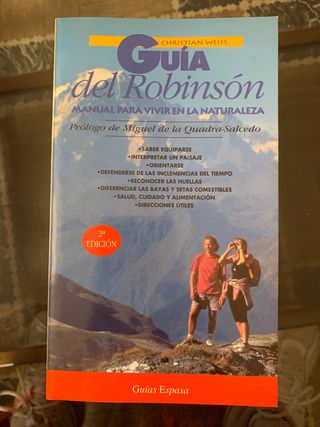 CHRISTIAN WEISS
GUÍA
del Robinsón
MANUAL PARA VIVIR EN LA NATURALEZA
Prólogo de Miguel de la Quadra-Salcedo
•SABER EQUIPARSE
•INTERPRETAR UN PAISAJE
•ORIENTARSE
•DEFENDERSE DE LAS INCLEMENCIAS DEL TIEMPO
•RECONOCER LAS HUELLAS
•DIFERENCIAR LAS BAYAS Y SETAS COMESTIBLES
•SALUD, CUIDADO Y ALIMENTACIÓN
•DIRECCIONES ÚTILES
2ª
EDICIÓN
Guías Espasa